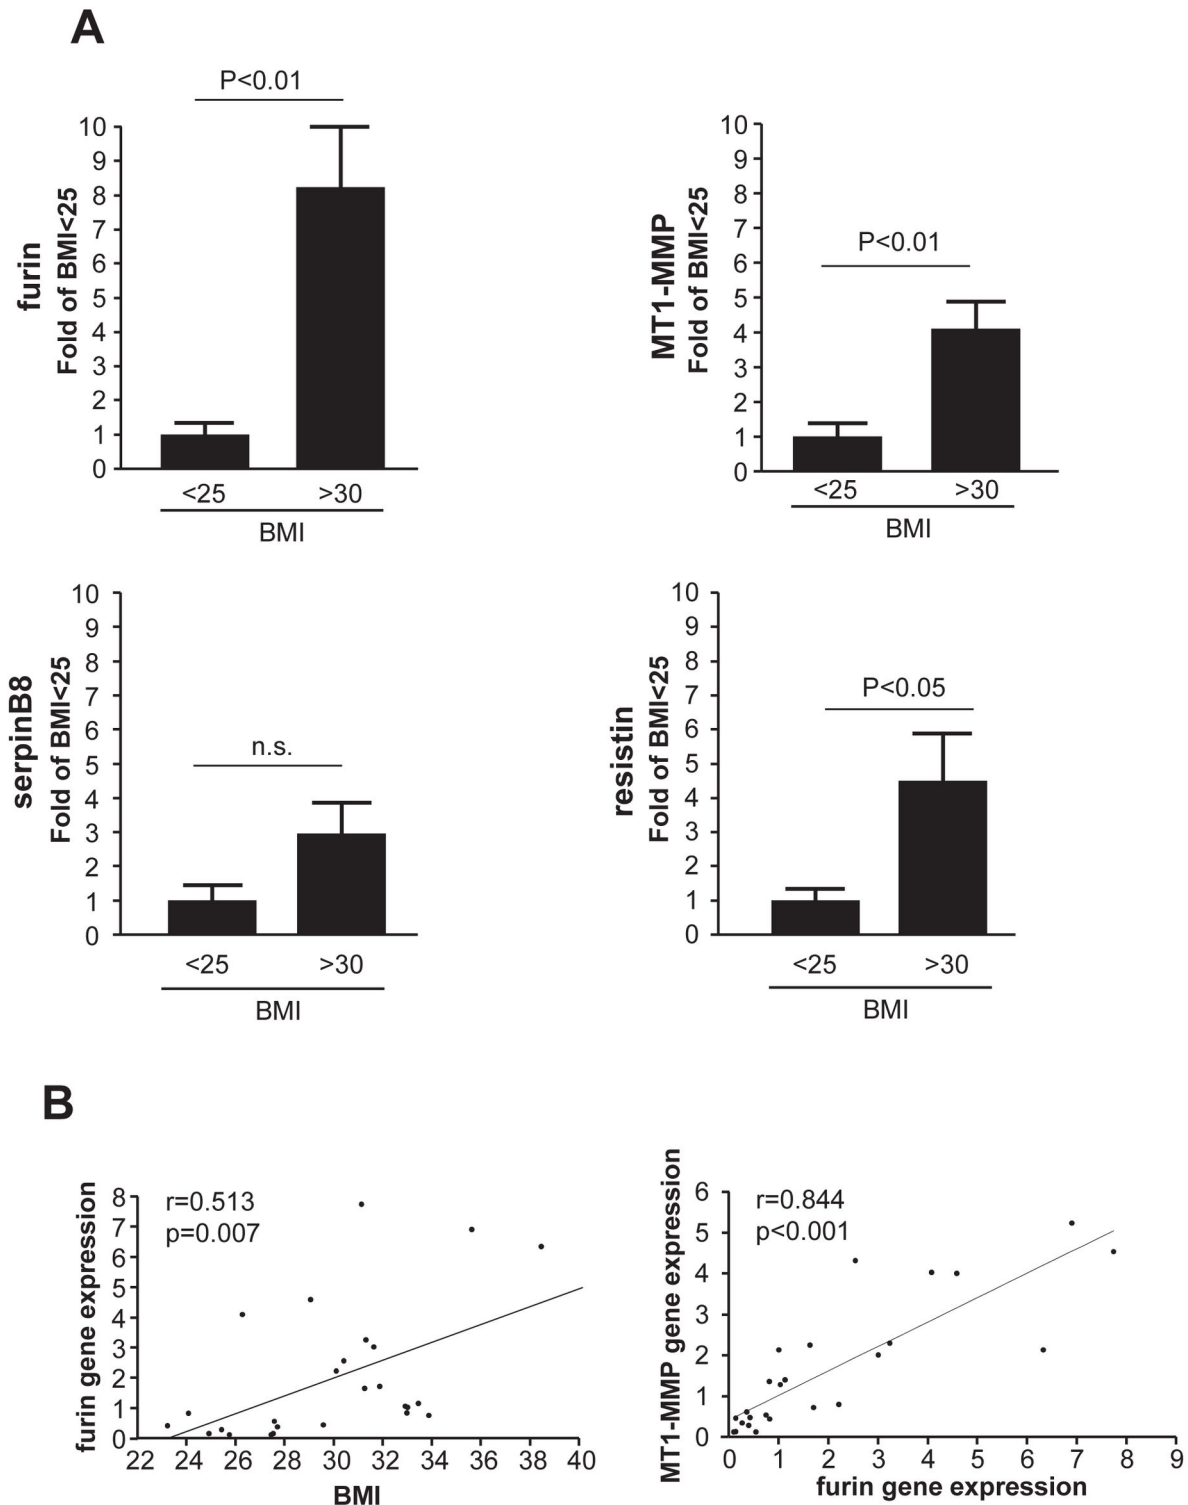 A
P<0.01
furin
Fold of BMI<25
10
9
8
7
6
5
4
3
2
1
0
<25 >30
BMI
P<0.01
MT1-MMP
Fold of BMI<25
10
9
8
7
6
5
4
3
2
1
0
<25 >30
BMI
n.s.
serpinB8
Fold of BMI<25
10
9
8
7
6
5
4
3
2
1
0
<25 >30
BMI
P<0.05
resistin
Fold of BMI<25
10
9
8
7
6
5
4
3
2
1
0
<25 >30
BMI
B
furin gene expression
r=0.513
p=0.007
8
7
6
5
4
3
2
1
0
22 24 26 28 30 32 34 36 38 40
BMI
MT1-MMP gene expression
r=0.844
p<0.001
6
5
4
3
2
1
0
0 1 2 3 4 5 6 7 8 9
furin gene expression